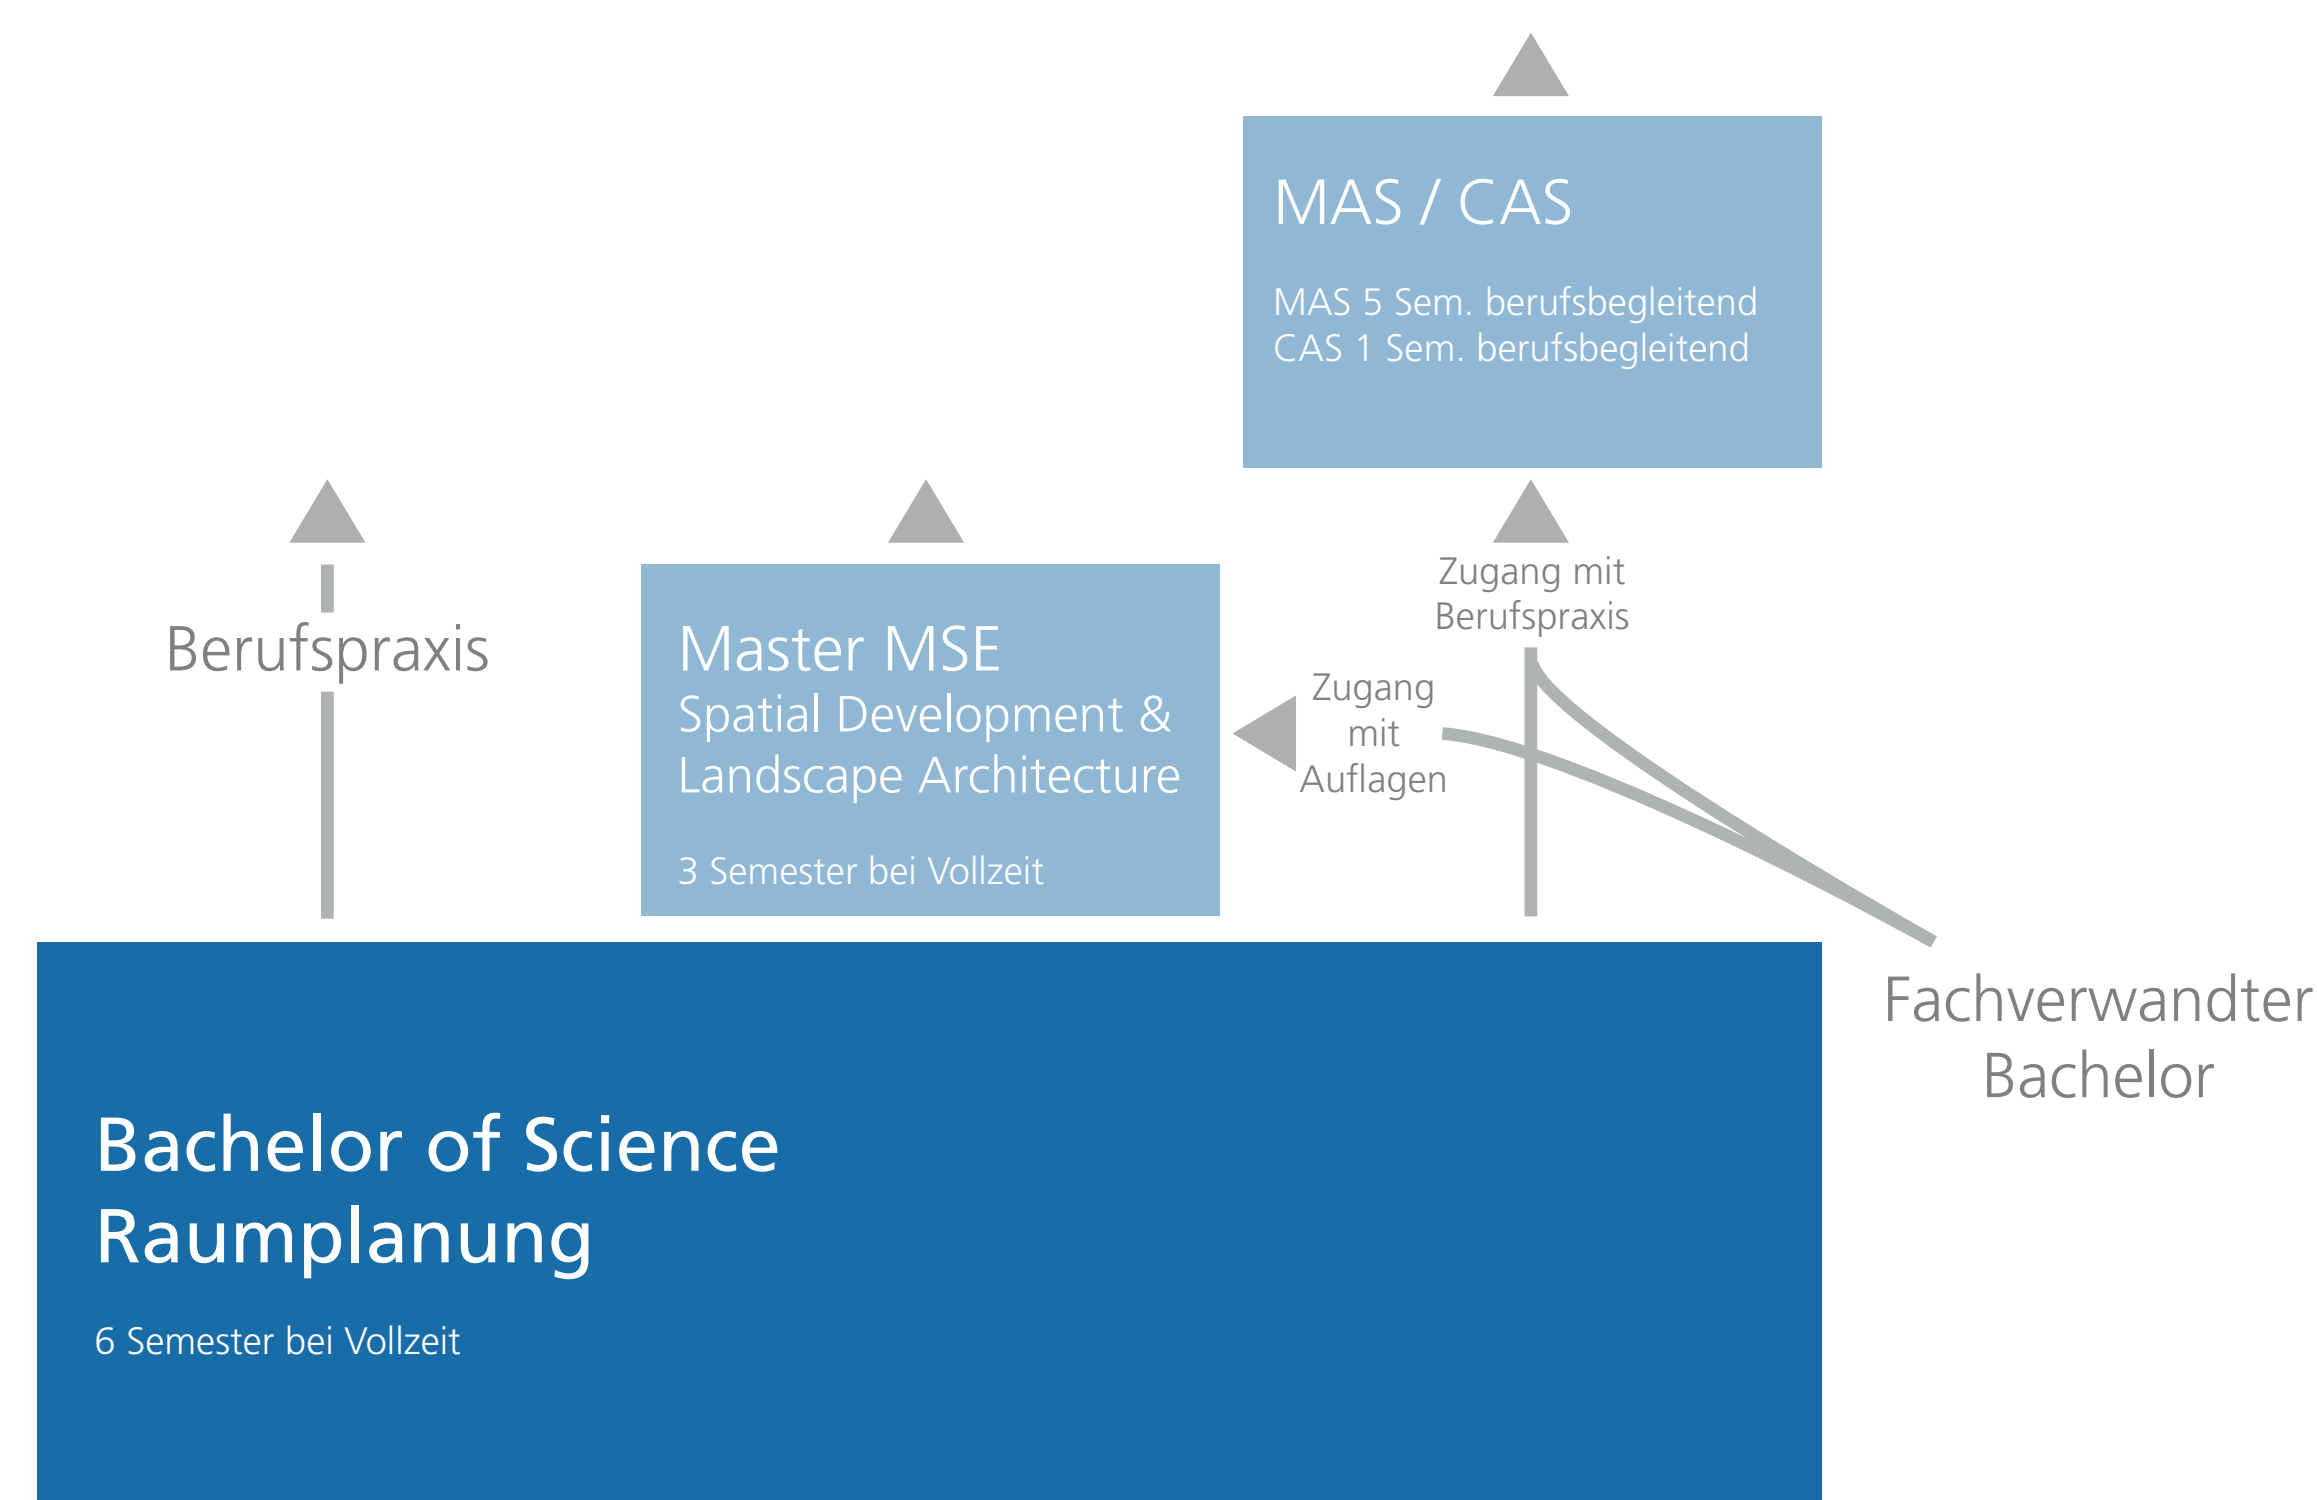 MAS / CAS
MAS 5 Sem. berufsbegleitend
CAS 1 Sem. berufsbegleitend
Zugang mit
Berufspraxis
Berufspraxis
Master MSE
Spatial Development &
Landscape Architecture
3 Semester bei Vollzeit
Zugang
mit
Auflagen
Fachverwandter
Bachelor
Bachelor of Science
Raumplanung
6 Semester bei Vollzeit